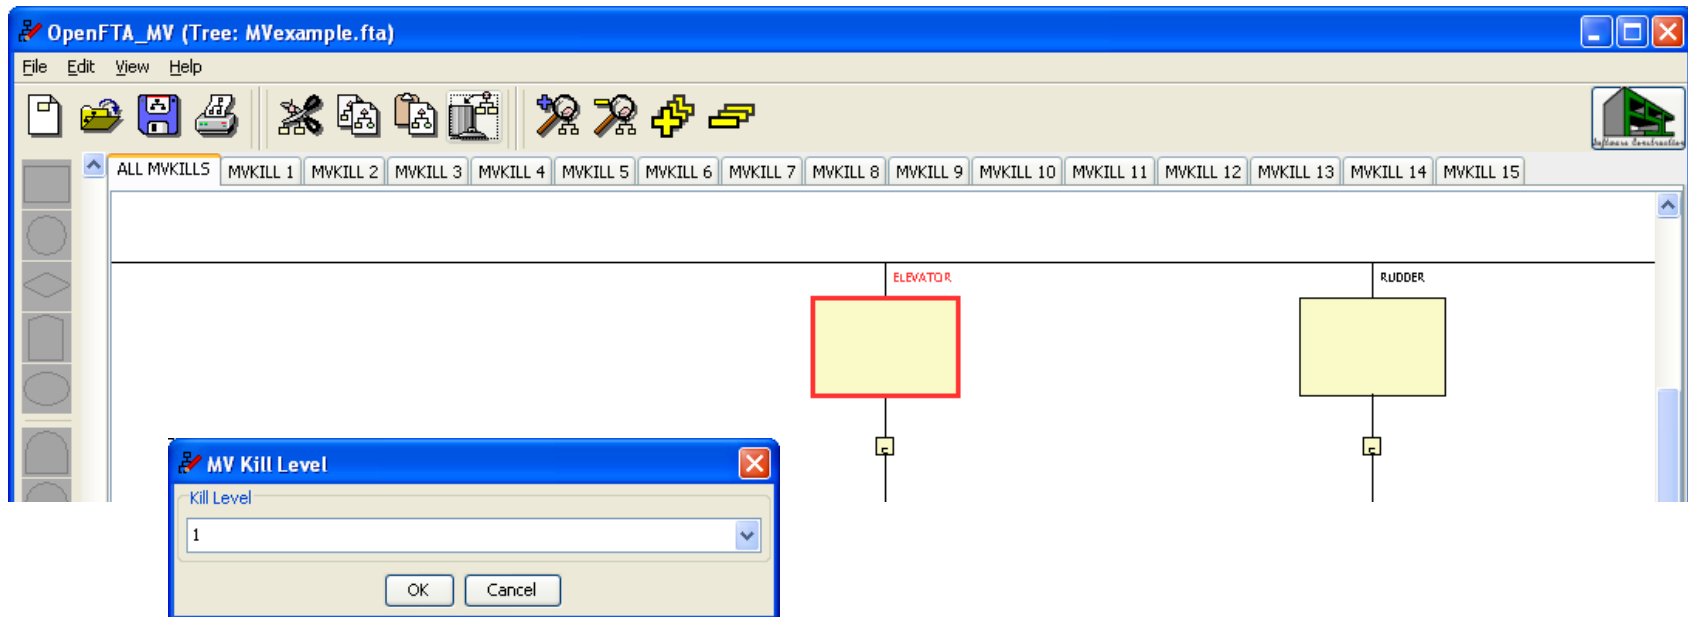 OpenFTA_MV (Tree: MVexample.fta)
File Edit View Help
Software Construction
ALL MVKILLS MVKILL 1 MVKILL 2 MVKILL 3 MVKILL 4 MVKILL 5 MVKILL 6 MVKILL 7 MVKILL 8 MVKILL 9 MVKILL 10 MVKILL 11 MVKILL 12 MVKILL 13 MVKILL 14 MVKILL 15
ELEVATOR RUDDER
MV Kill Level
Kill Level
1
OK Cancel